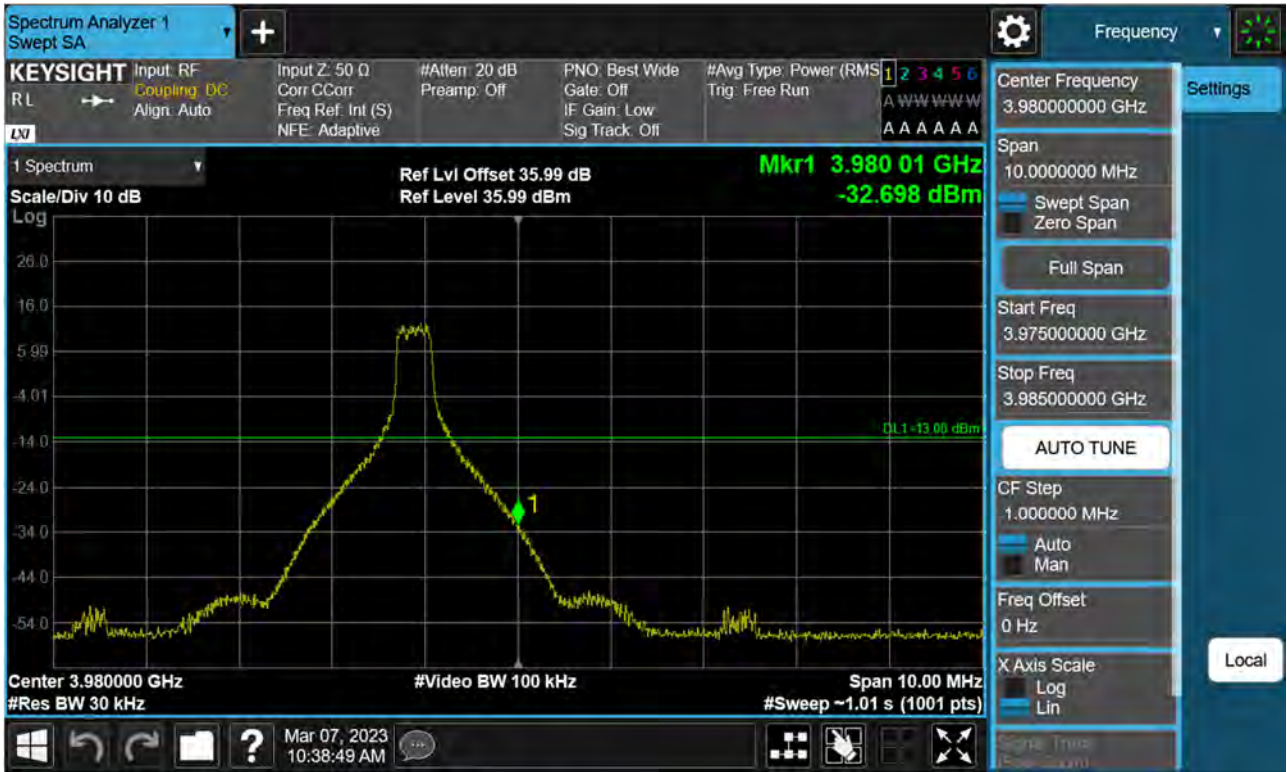 Spectrum Analyzer 1
Swept SA
Frequency
KEYSIGHT
R L
LXI
Input: RF
Coupling: DC
Align: Auto
Input Z: 50 Ω
Corr CCorr
Freq Ref: Int (S)
NFE: Adaptive
#Atten: 20 dB
Preamp: Off
PNO: Best Wide
Gate: Off
IF Gain: Low
Sig Track: Off
#Avg Type: Power (RMS
Trig: Free Run
1 2 3 4 5 6
A W W W W W
A A A A A A
1 Spectrum
Scale/Div 10 dB
Log
Ref Lvl Offset 35.99 dB
Ref Level 35.99 dBm
Mkr1 3.980 01 GHz
-32.698 dBm
26.0
16.0
5.99
-4.01
-14.0
-24.0
-34.0
-44.0
-54.0
DL1 -13.00 dBm
1
Center 3.980000 GHz
#Res BW 30 kHz
#Video BW 100 kHz
Span 10.00 MHz
#Sweep ~1.01 s (1001 pts)
Center Frequency
3.980000000 GHz
Span
10.0000000 MHz
Swept Span
Zero Span
Full Span
Start Freq
3.975000000 GHz
Stop Freq
3.985000000 GHz
AUTO TUNE
CF Step
1.000000 MHz
Auto
Man
Freq Offset
0 Hz
X Axis Scale
Log
Lin
Settings
Local
?
Mar 07, 2023
10:38:49 AM